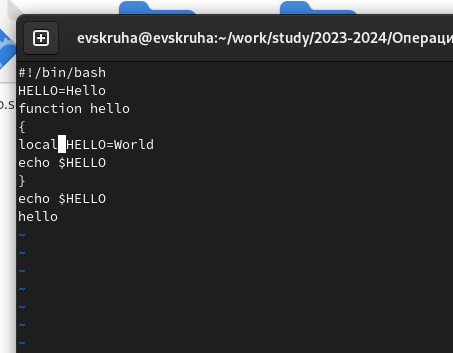 o.s
evskruha@evskruha:~/work/study/2023-2024/Операци
#!/bin/bash
HELLO=Hello
function hello
{
local HELLO=World
echo $HELLO
}
echo $HELLO
hello
~
~
~
~
~
~
~